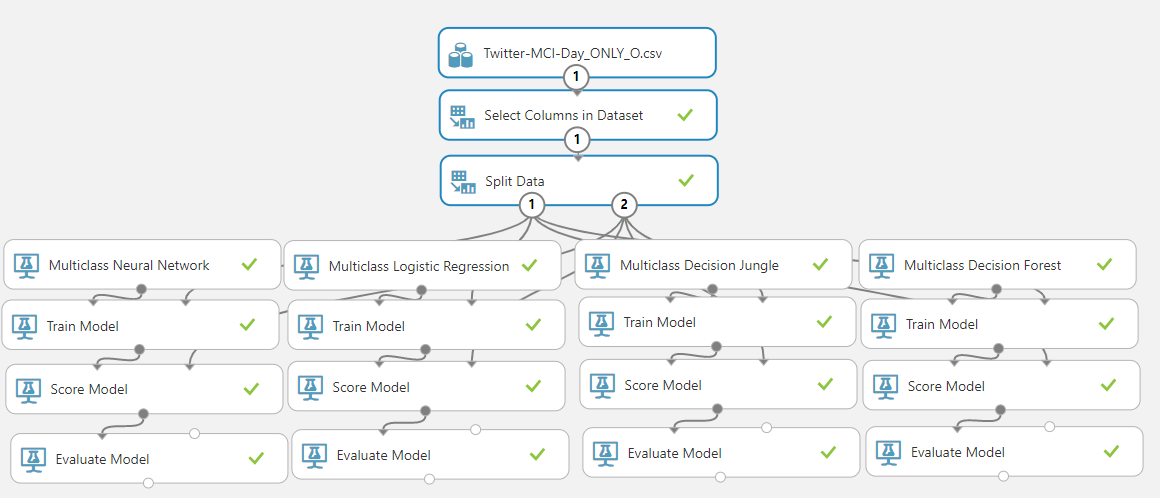 Twitter-MCI-Day_ONLY_O.csv
1
Select Columns in Dataset
1
Split Data
1 2
Multiclass Neural Network Multiclass Logistic Regression Multiclass Decision Jungle Multiclass Decision Forest
Train Model Train Model Train Model Train Model
Score Model Score Model Score Model Score Model
Evaluate Model Evaluate Model Evaluate Model Evaluate Model